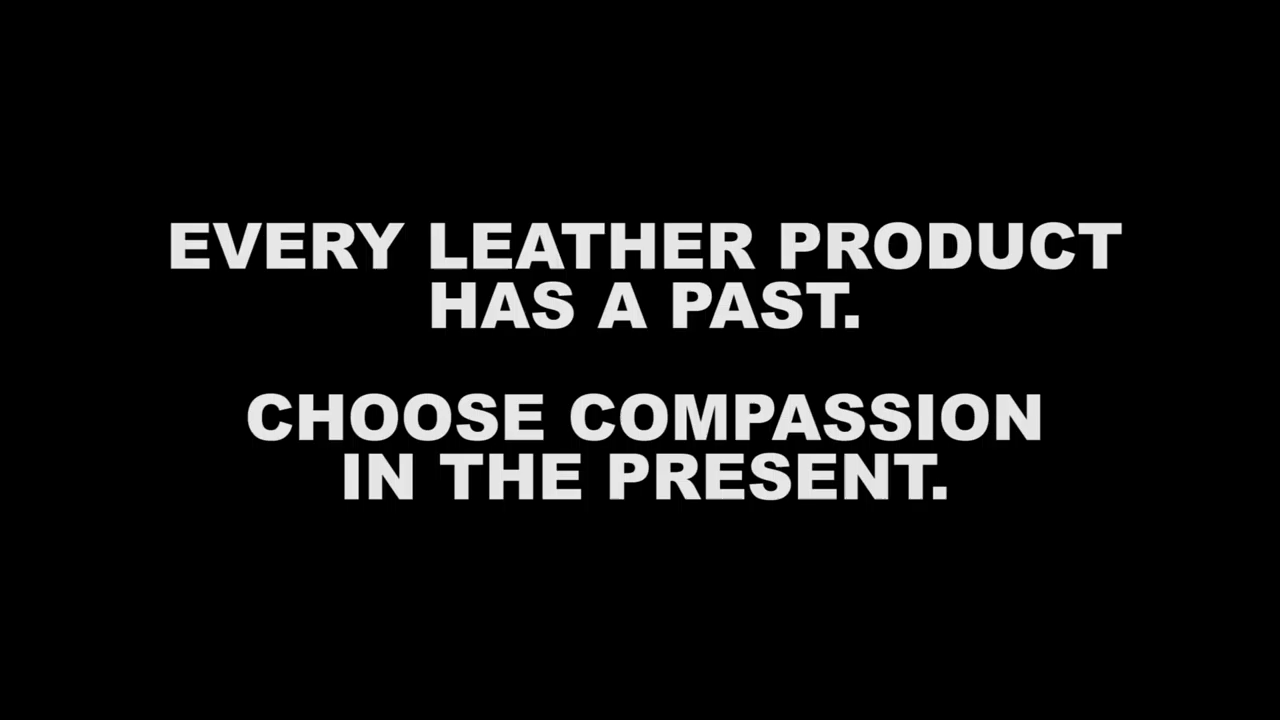 EVERY LEATHER PRODUCT
HAS A PAST.
CHOOSE COMPASSION
IN THE PRESENT.